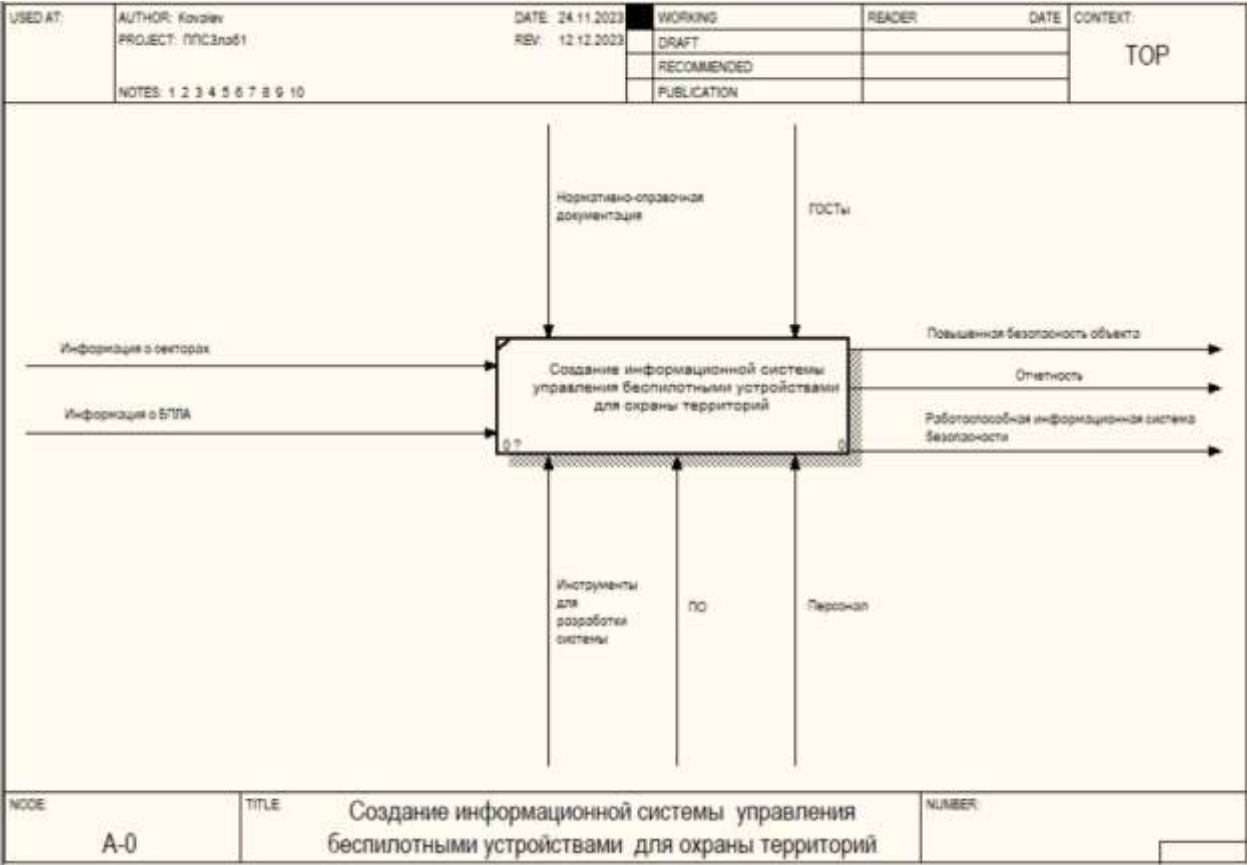 USED AT:
AUTHOR: Kovalev
DATE: 24.11.2023
WORKING
READER
DATE
CONTEXT:
PROJECT: ППСЗлаб1
REV: 12.12.2023
DRAFT
TOP
RECOMMENDED
NOTES: 1 2 3 4 5 6 7 8 9 10
PUBLICATION
Нормативно-справочная
документация
ГОСТы
Информация о секторах
Информация о БПЛА
Создание информационной системы
управления беспилотными устройствами
для охраны территорий
0 ?
0
Повышенная безопасность объекта
Отчетность
Работоспособная информационная система
безопасности
Инструменты
для
разработки
системы
ПО
Персонал
NODE:
A-0
TITLE:
Создание информационной системы управления
беспилотными устройствами для охраны территорий
NUMBER: